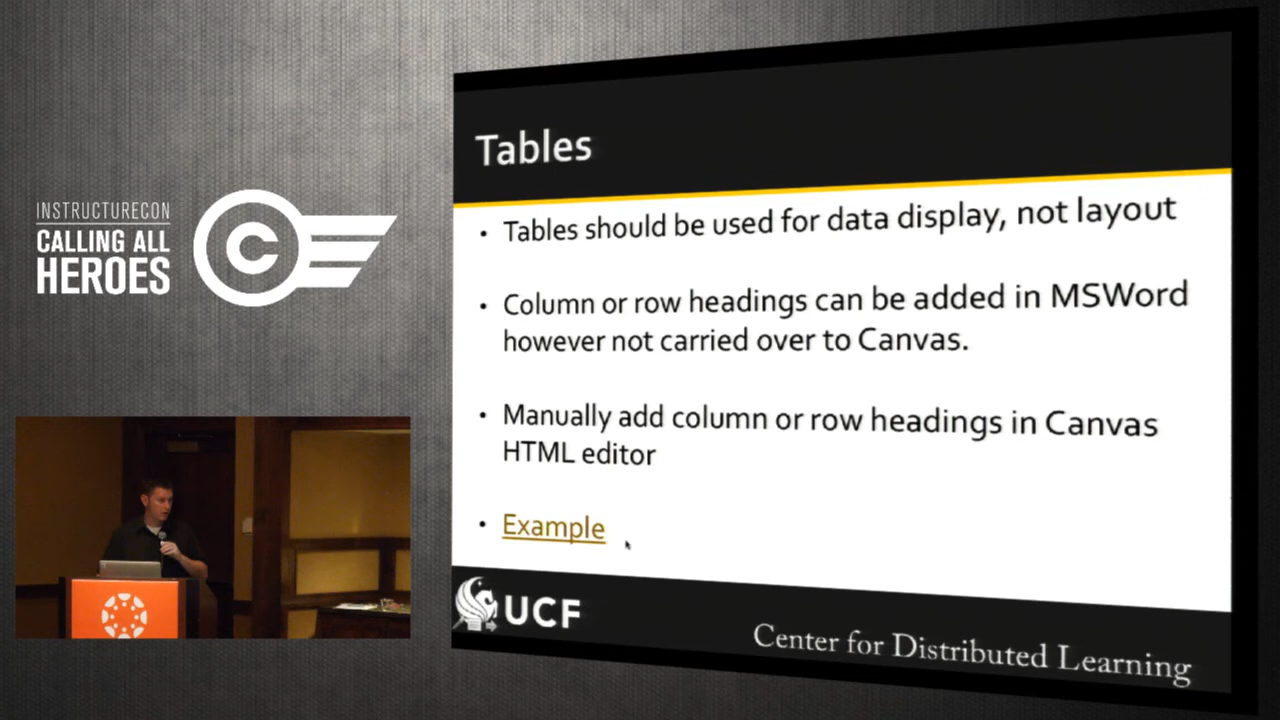 INSTRUCTURECON
CALLING ALL
HEROES
C
Tables
• Tables should be used for data display, not layout
• Column or row headings can be added in MSWord
however not carried over to Canvas.
• Manually add column or row headings in Canvas
HTML editor
• Example
UCF
Center for Distributed Learning